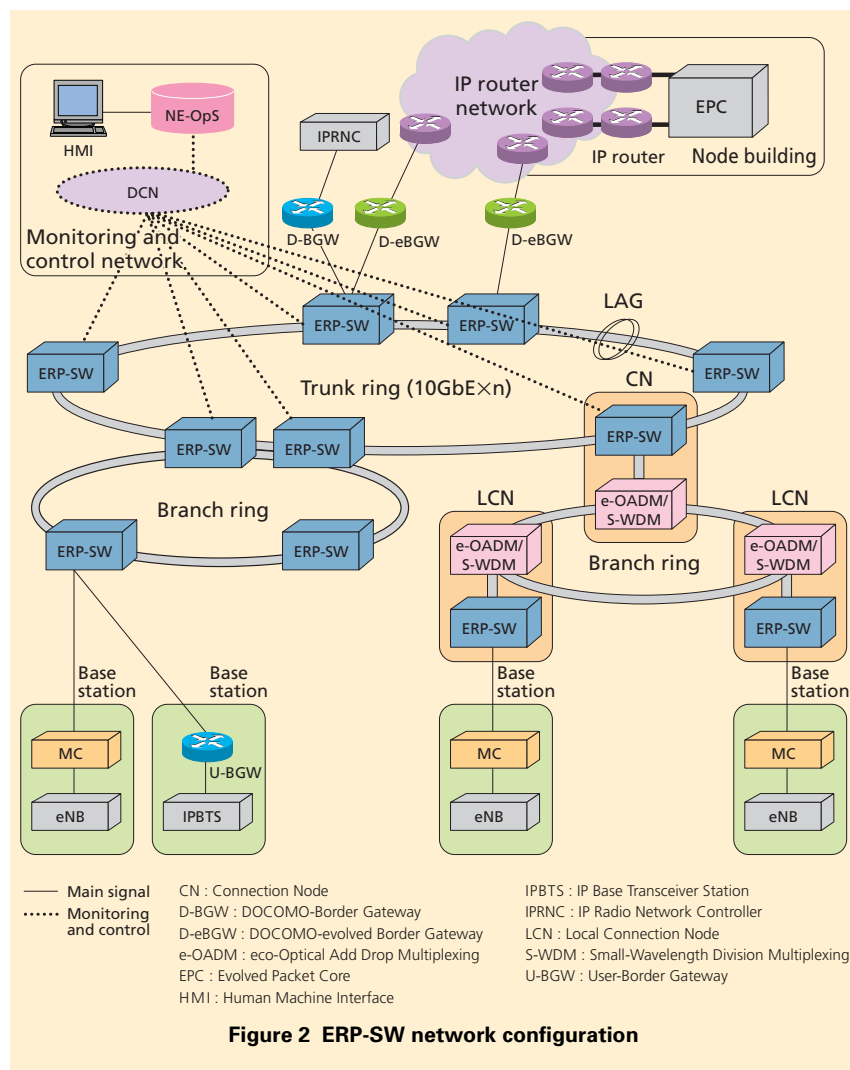 IP router
network
EPC
IP router
Node building
HMI
NE-OpS
DCN
Monitoring and
control network
IPRNC
D-BGW
D-eBGW
D-eBGW
LAG
ERP-SW
ERP-SW
ERP-SW
ERP-SW
Trunk ring (10GbE×n)
CN
ERP-SW
ERP-SW
ERP-SW
e-OADM/
S-WDM
Branch ring
ERP-SW
ERP-SW
LCN
e-OADM/
S-WDM
ERP-SW
Branch ring
LCN
e-OADM/
S-WDM
ERP-SW
Base
station
MC
eNB
Base
station
U-BGW
IPBTS
Base
station
MC
eNB
Base
station
MC
eNB
Main signal
Monitoring
and control
CN : Connection Node
D-BGW : DOCOMO-Border Gateway
D-eBGW : DOCOMO-evolved Border Gateway
e-OADM : eco-Optical Add Drop Multiplexing
EPC : Evolved Packet Core
HMI : Human Machine Interface
IPBTS : IP Base Transceiver Station
IPRNC : IP Radio Network Controller
LCN : Local Connection Node
S-WDM : Small-Wavelength Division Multiplexing
U-BGW : User-Border Gateway
Figure 2 ERP-SW network configuration